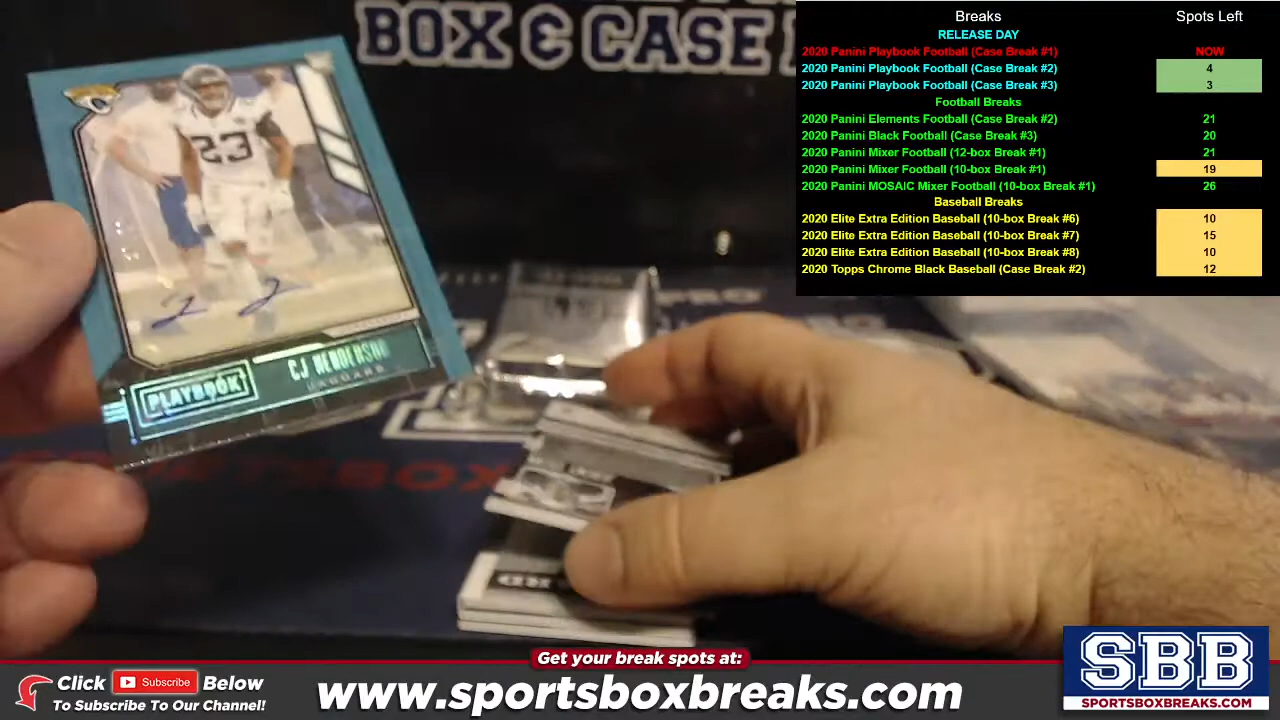 BOX & CASE
Breaks Spots Left
RELEASE DAY
2020 Panini Playbook Football (Case Break #1) NOW
2020 Panini Playbook Football (Case Break #2) 4
2020 Panini Playbook Football (Case Break #3) 3
Football Breaks
2020 Panini Elements Football (Case Break #2) 21
2020 Panini Black Football (Case Break #3) 20
2020 Panini Mixer Football (12-box Break #1) 21
2020 Panini Mixer Football (10-box Break #1) 19
2020 Panini MOSAIC Mixer Football (10-box Break #1) 26
Baseball Breaks
2020 Elite Extra Edition Baseball (10-box Break #6) 10
2020 Elite Extra Edition Baseball (10-box Break #7) 15
2020 Elite Extra Edition Baseball (10-box Break #8) 10
2020 Topps Chrome Black Baseball (Case Break #2) 12
23
CJ HENDERSON
JAGUARS
PLAYBOOK
Get your break spots at:
www.sportsboxbreaks.com
Click Subscribe Below
To Subscribe To Our Channel!
SBB
SPORTSBOXBREAKS.COM